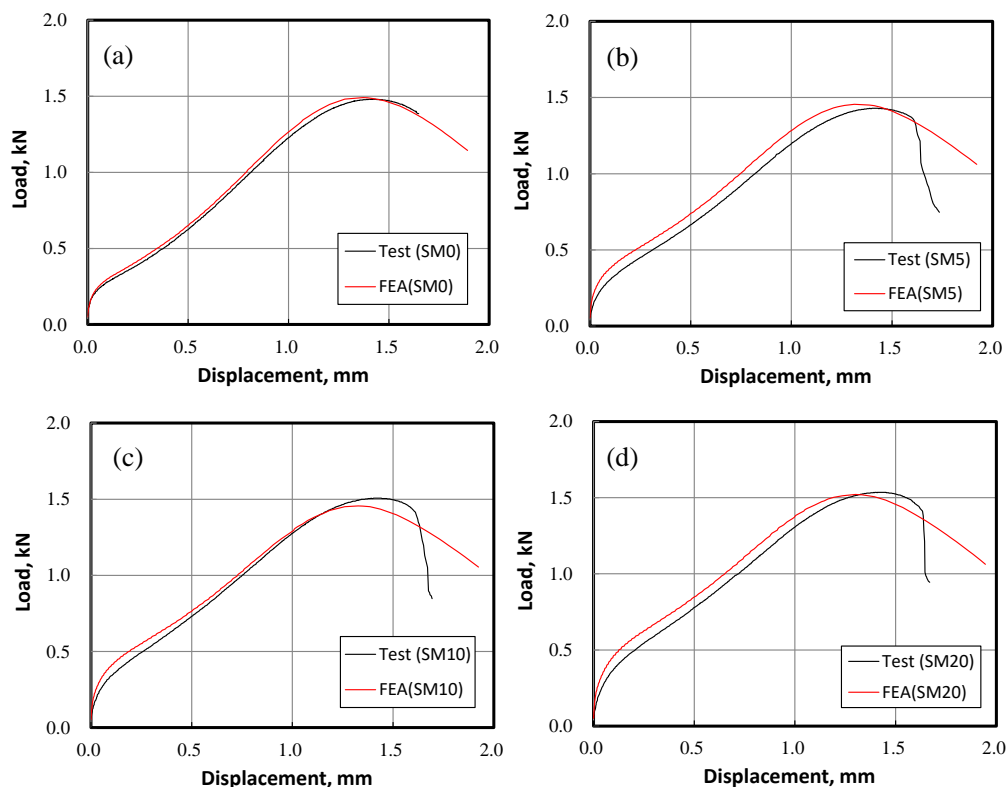 (a)
Load, kN
2.0
1.5
1.0
0.5
0.0
Test (SM0)
FEA(SM0)
0.0 0.5 1.0 1.5 2.0
Displacement, mm
(b)
Load, kN
2.0
1.5
1.0
0.5
0.0
Test (SM5)
FEA(SM5)
0.0 0.5 1.0 1.5 2.0
Displacement, mm
(c)
Load, kN
2.0
1.5
1.0
0.5
0.0
Test (SM10)
FEA(SM10)
0.0 0.5 1.0 1.5 2.0
Displacement, mm
(d)
Load, kN
2.0
1.5
1.0
0.5
0.0
Test (SM20)
FEA(SM20)
0.0 0.5 1.0 1.5 2.0
Displacement, mm